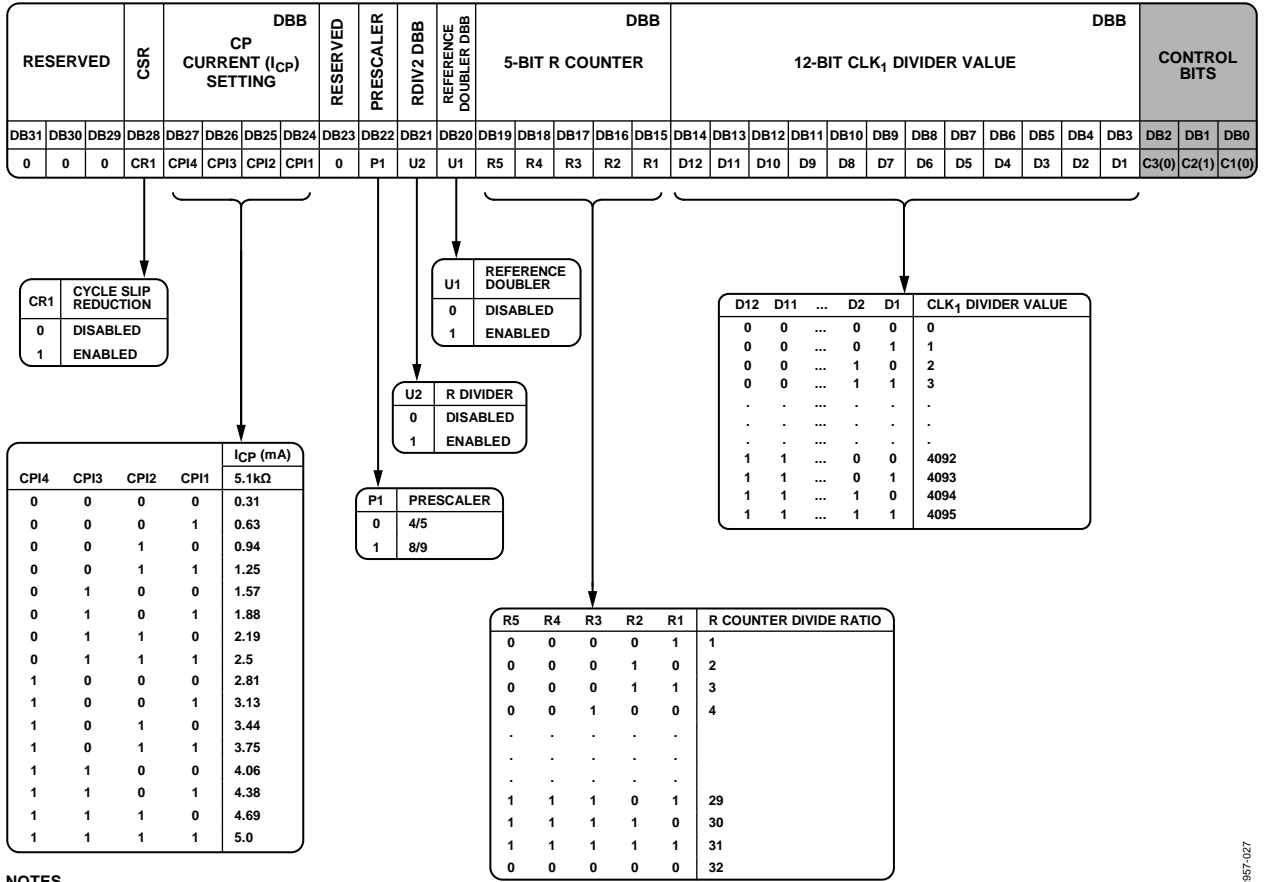 RESERVED
CSR
DBB
CP
CURRENT (ICP)
SETTING
RESERVED
PRESCALER
RDIV2 DBB
REFERENCE
DOUBLER DBB
DBB
5-BIT R COUNTER
DBB
12-BIT CLK1 DIVIDER VALUE
CONTROL
BITS
DB31 DB30 DB29 DB28 DB27 DB26 DB25 DB24 DB23 DB22 DB21 DB20 DB19 DB18 DB17 DB16 DB15 DB14 DB13 DB12 DB11 DB10 DB9 DB8 DB7 DB6 DB5 DB4 DB3 DB2 DB1 DB0
0 0 0 CR1 CPI4 CPI3 CPI2 CPI1 0 P1 U2 U1 R5 R4 R3 R2 R1 D12 D11 D10 D9 D8 D7 D6 D5 D4 D3 D2 D1 C3(0) C2(1) C1(0)
CR1 CYCLE SLIP
REDUCTION
0 DISABLED
1 ENABLED
U1 REFERENCE
DOUBLER
0 DISABLED
1 ENABLED
U2 R DIVIDER
0 DISABLED
1 ENABLED
P1 PRESCALER
0 4/5
1 8/9
D12 D11 ... D2 D1 CLK1 DIVIDER VALUE
0 0 ... 0 0 0
0 0 ... 0 1 1
0 0 ... 1 0 2
0 0 ... 1 1 3
. . ... . . .
. . ... . . .
. . ... . . .
1 1 ... 0 0 4092
1 1 ... 0 1 4093
1 1 ... 1 0 4094
1 1 ... 1 1 4095
ICP (mA)
CPI4 CPI3 CPI2 CPI1 5.1kΩ
0 0 0 0 0.31
0 0 0 1 0.63
0 0 1 0 0.94
0 0 1 1 1.25
0 1 0 0 1.57
0 1 0 1 1.88
0 1 1 0 2.19
0 1 1 1 2.5
1 0 0 0 2.81
1 0 0 1 3.13
1 0 1 0 3.44
1 0 1 1 3.75
1 1 0 0 4.06
1 1 0 1 4.38
1 1 1 0 4.69
1 1 1 1 5.0
R5 R4 R3 R2 R1 R COUNTER DIVIDE RATIO
0 0 0 0 1 1
0 0 0 1 0 2
0 0 0 1 1 3
0 0 1 0 0 4
. . . . .
. . . . .
. . . . .
1 1 1 0 1 29
1 1 1 1 0 30
1 1 1 1 1 31
0 0 0 0 0 32
NOTES
957-027